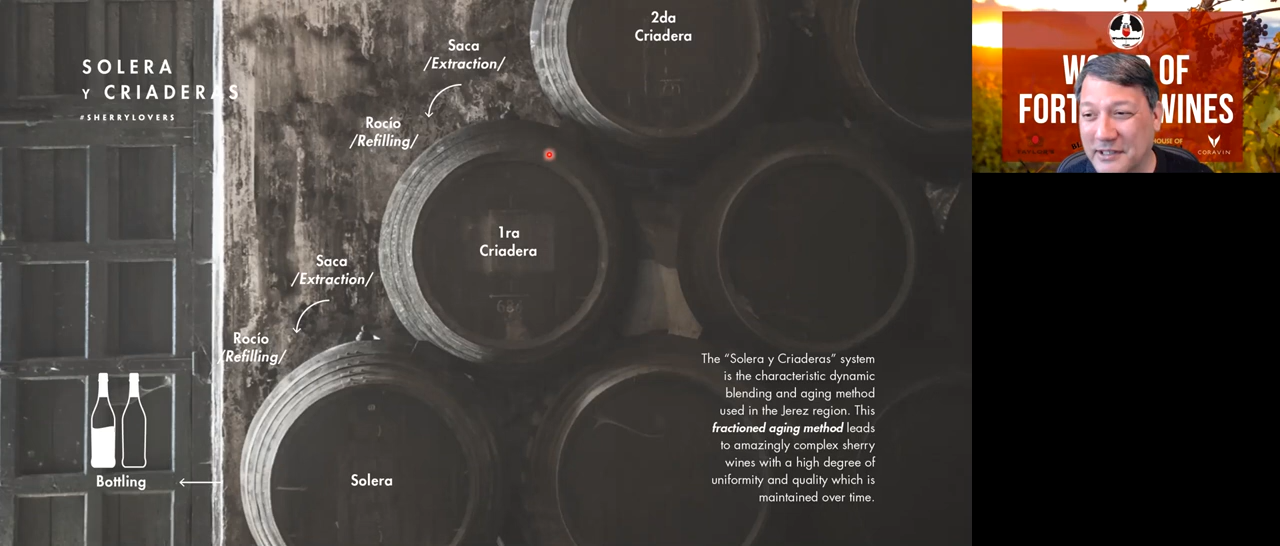 SOLERA
Y CRIADERAS
#SHERRYLOVERS
2da
Criadera
Saca
/Extraction/
Rocío
/Refilling/
1ra
Criadera
Saca
/Extraction/
Rocío
/Refilling/
Solera
Bottling
The “Solera y Criaderas” system
is the characteristic dynamic
blending and aging method
used in the Jerez region. This
fractioned aging method leads
to amazingly complex sherry
wines with a high degree of
uniformity and quality which is
maintained over time.
OF
WINES
HOUSE OF
CORAVIN